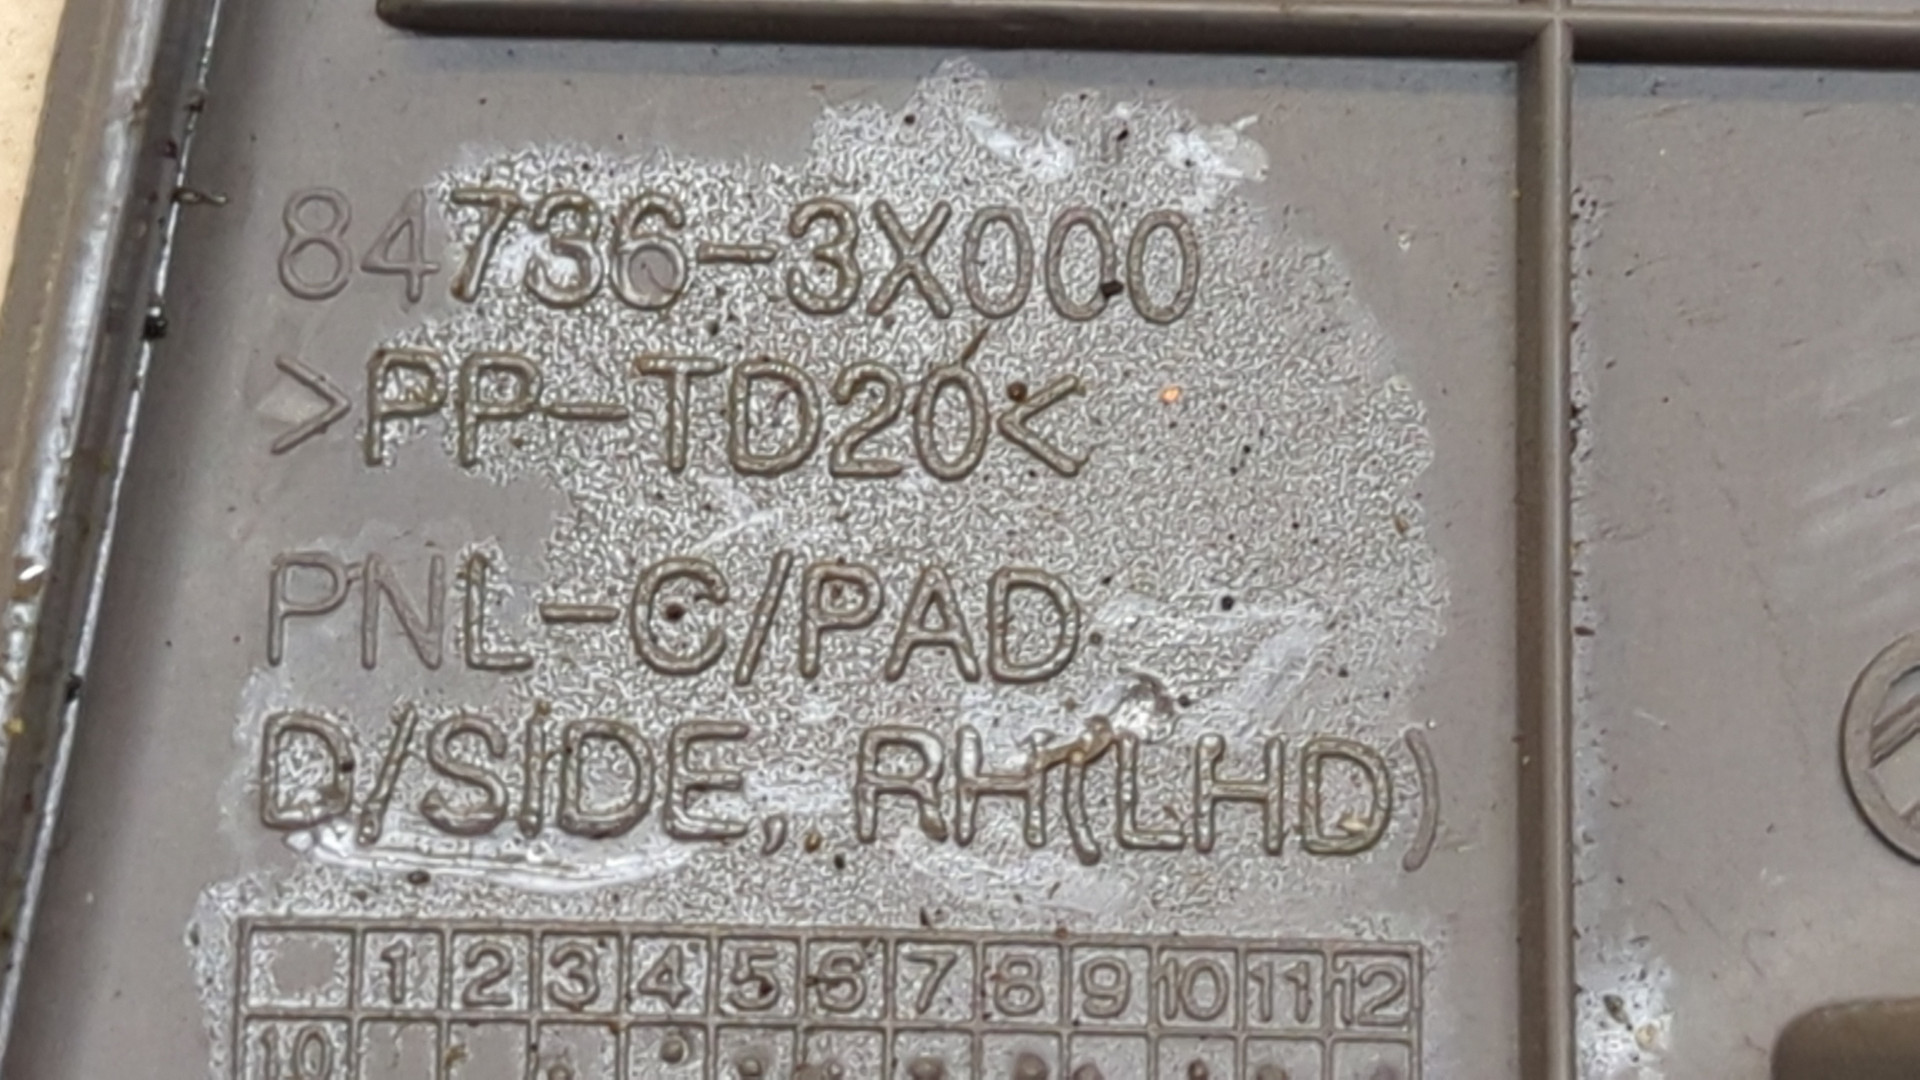 84736-3X000
>PP-TD20<
PNL-C/PAD
D/SIDE, RH(LHD)
1 2 3 4 5 6 7 8 9 10 11 12
10